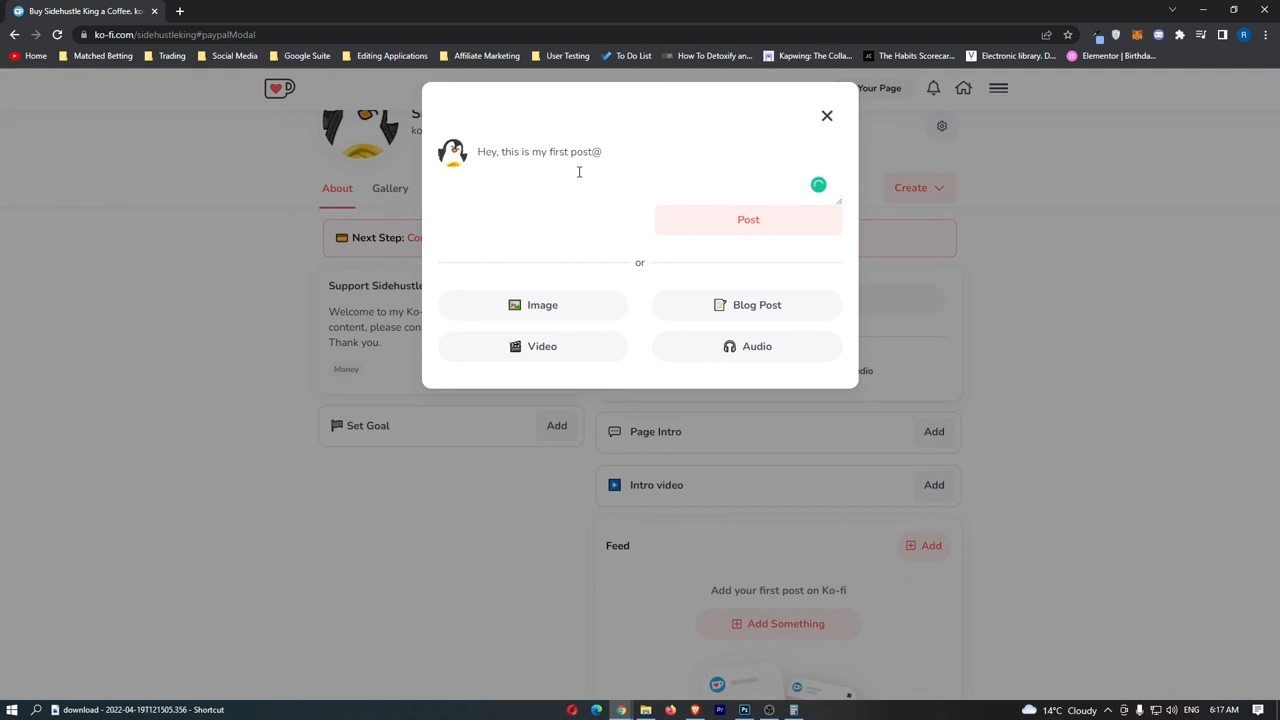 Buy Sidehustle King a Coffee. ko-
ko-fi.com/sidehustleking#paypalModal
Home
Matched Betting
Trading
Social Media
Google Suite
Editing Applications
Affiliate Marketing
User Testing
To Do List
How To Detoxify an...
Kapwing: The Colla...
The Habits Scorecar...
Electronic library. D...
Elementor | Birthda...
Your Page
ko
About
Gallery
Create
Hey, this is my first post@
Post
or
Image
Blog Post
Video
Audio
Next Step:
Support Sidehustle
Welcome to my Ko-
content, please con
Thank you.
Money
Set Goal
Add
Page Intro
Add
Intro video
Add
Feed
Add
Add your first post on Ko-fi
Add Something
download - 2022-04-19T121505.356 - Shortcut
14°C Cloudy
ENG
6:17 AM